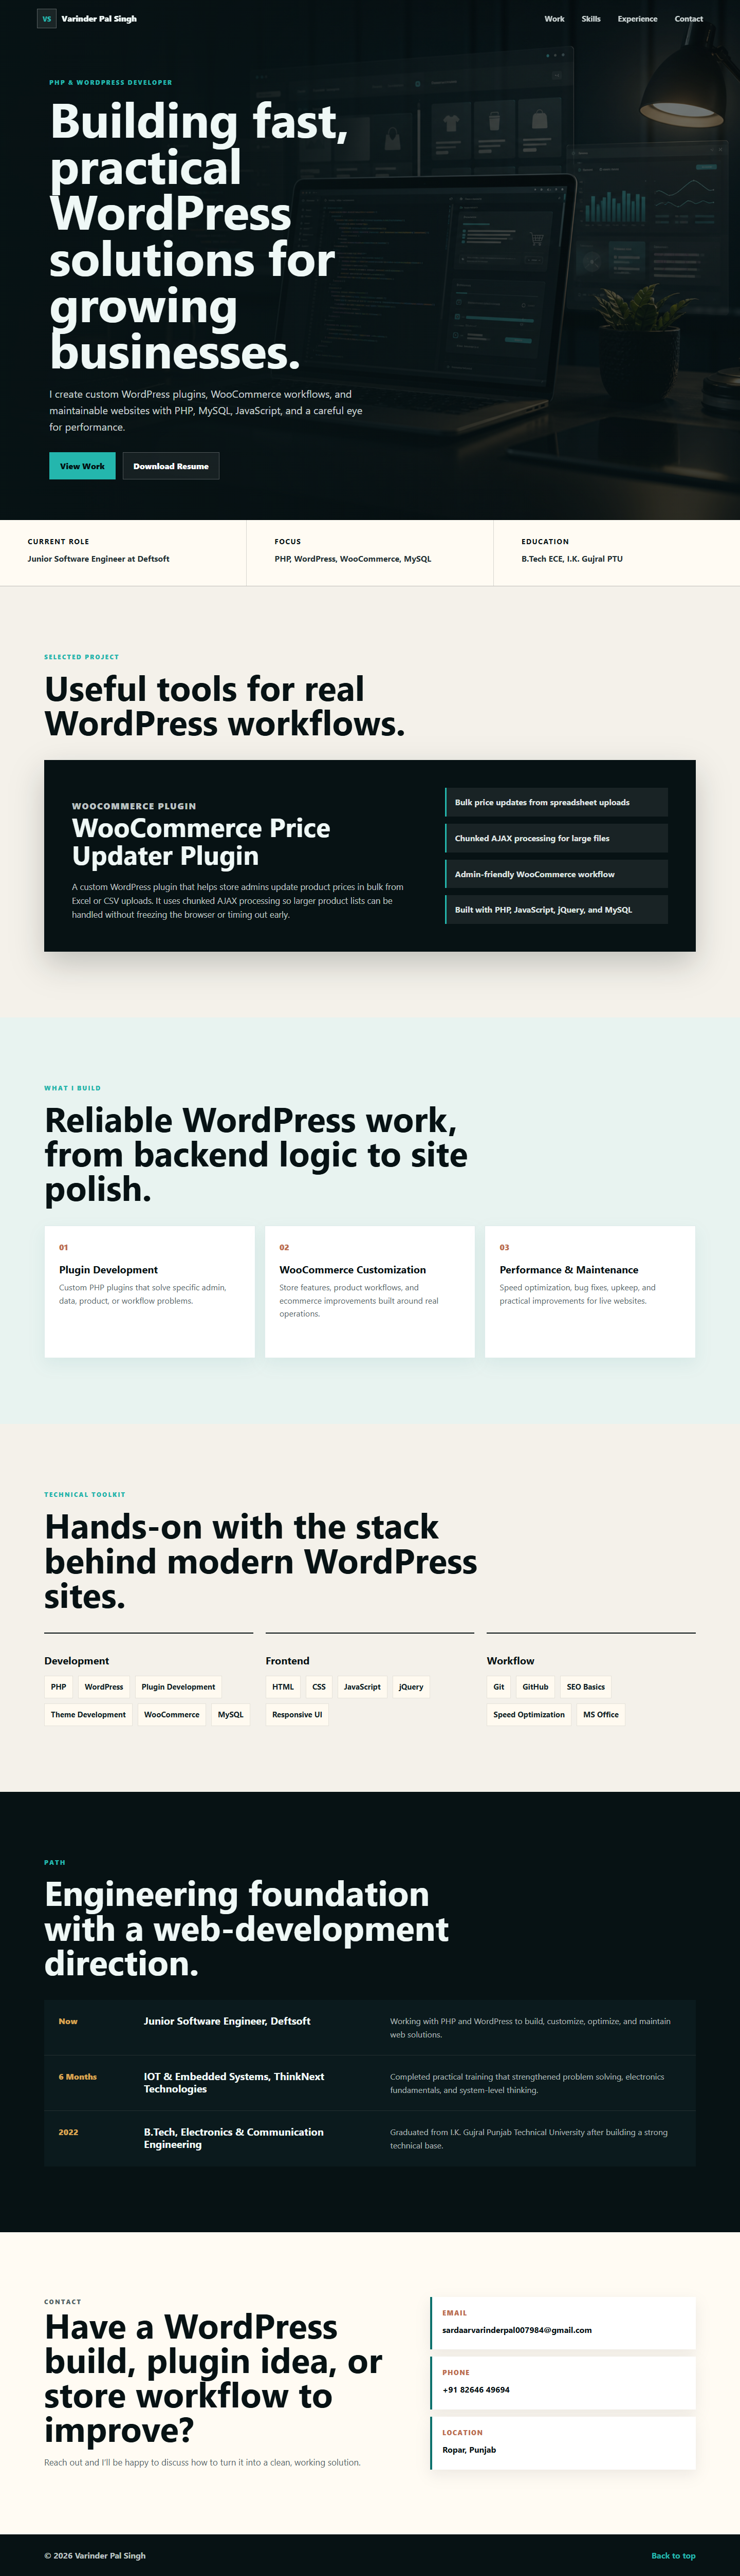 VS Varinder Pal Singh
Work Skills Experience Contact
PHP & WORDPRESS DEVELOPER
Building fast,
practical
WordPress
solutions for
growing
businesses.
I create custom WordPress plugins, WooCommerce workflows, and
maintainable websites with PHP, MySQL, JavaScript, and a careful eye
for performance.
View Work Download Resume
CURRENT ROLE
Junior Software Engineer at Deftsoft
FOCUS
PHP, WordPress, WooCommerce, MySQL
EDUCATION
B.Tech ECE, I.K. Gujral PTU
SELECTED PROJECT
Useful tools for real
WordPress workflows.
WOOCOMMERCE PLUGIN
WooCommerce Price
Updater Plugin
A custom WordPress plugin that helps store admins update product prices in bulk from
Excel or CSV uploads. It uses chunked AJAX processing so larger product lists can be
handled without freezing the browser or timing out early.
Bulk price updates from spreadsheet uploads
Chunked AJAX processing for large files
Admin-friendly WooCommerce workflow
Built with PHP, JavaScript, jQuery, and MySQL
WHAT I BUILD
Reliable WordPress work,
from backend logic to site
polish.
01
Plugin Development
Custom PHP plugins that solve specific admin,
data, product, or workflow problems.
02
WooCommerce Customization
Store features, product workflows, and
ecommerce improvements built around real
operations.
03
Performance & Maintenance
Speed optimization, bug fixes, upkeep, and
practical improvements for live websites.
TECHNICAL TOOLKIT
Hands-on with the stack
behind modern WordPress
sites.
Development
PHP WordPress Plugin Development
Theme Development WooCommerce MySQL
Frontend
HTML CSS JavaScript jQuery
Responsive UI
Workflow
Git GitHub SEO Basics
Speed Optimization MS Office
PATH
Engineering foundation
with a web-development
direction.
Now
Junior Software Engineer, Deftsoft
Working with PHP and WordPress to build, customize, optimize, and maintain
web solutions.
6 Months
IOT & Embedded Systems, ThinkNext
Technologies
Completed practical training that strengthened problem solving, electronics
fundamentals, and system-level thinking.
2022
B.Tech, Electronics & Communication
Engineering
Graduated from I.K. Gujral Punjab Technical University after building a strong
technical base.
CONTACT
Have a WordPress
build, plugin idea, or
store workflow to
improve?
Reach out and I'll be happy to discuss how to turn it into a clean, working solution.
EMAIL
sardaarvarinderpal007984@gmail.com
PHONE
+91 82646 49694
LOCATION
Ropar, Punjab
© 2026 Varinder Pal Singh
Back to top